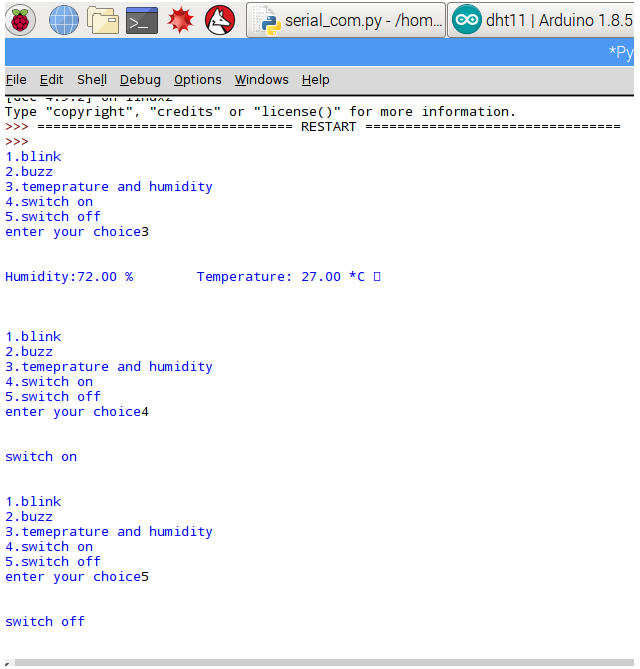 serial_com.py - /hom...
dht11 | Arduino 1.8.5
*Py
File Edit Shell Debug Options Windows Help
Type "copyright", "credits" or "license()" for more information.
>>> ================================ RESTART ================================
>>>
1.blink
2.buzz
3.temeprature and humidity
4.switch on
5.switch off
enter your choice3
Humidity:72.00 % Temperature: 27.00 *C
1.blink
2.buzz
3.temeprature and humidity
4.switch on
5.switch off
enter your choice4
switch on
1.blink
2.buzz
3.temeprature and humidity
4.switch on
5.switch off
enter your choice5
switch off